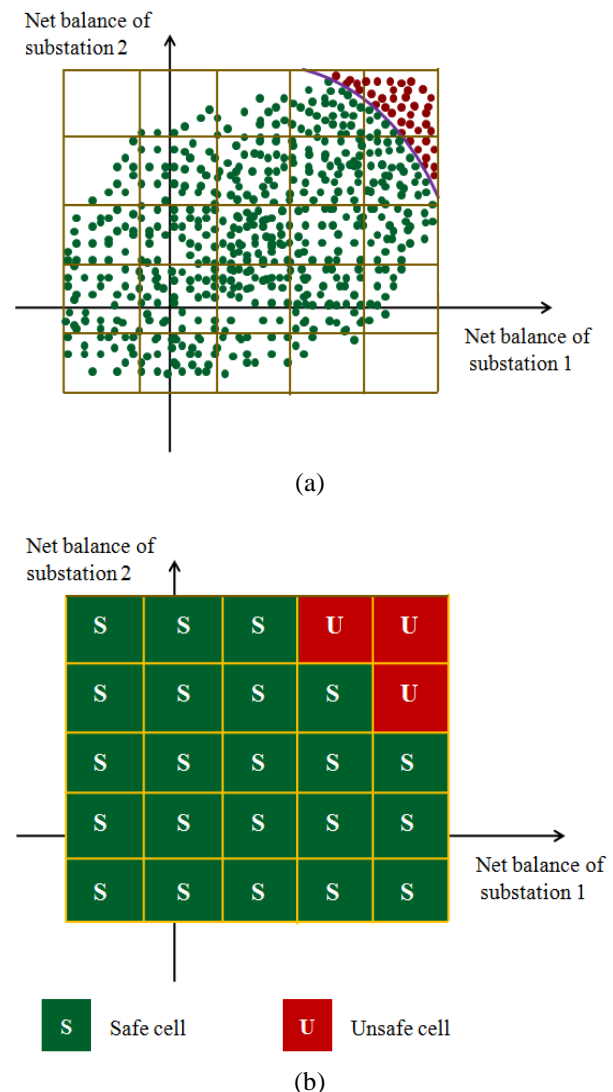 Net balance of
substation 2
Net balance of
substation 1
(a)
Net balance of
substation 2
S S S U U
S S S S U
S S S S S
S S S S S
S S S S S
Net balance of
substation 1
S Safe cell U Unsafe cell
(b)